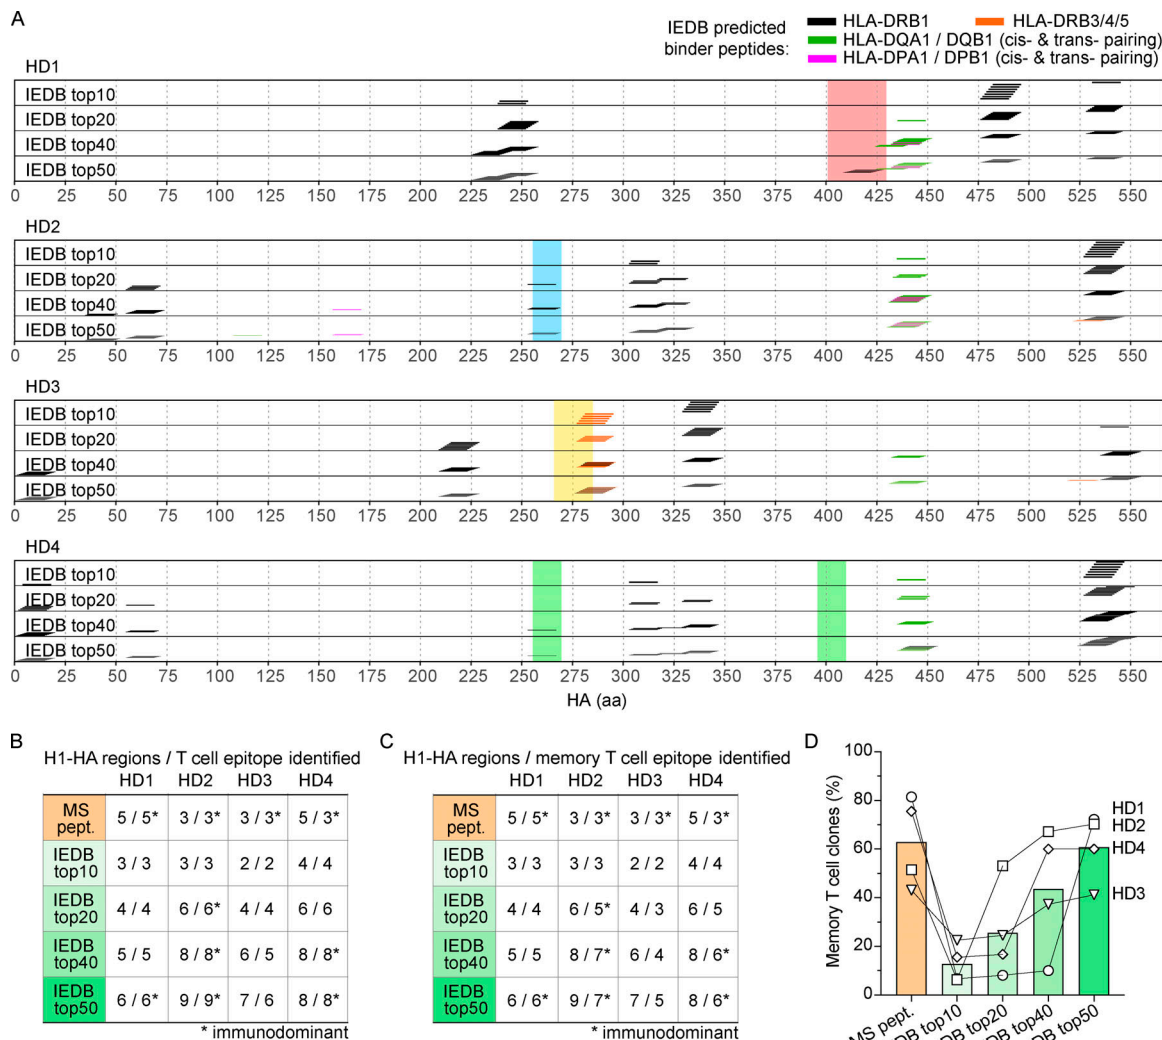 A
IEDB predicted
binder peptides:
HLA-DRB1
HLA-DRB3/4/5
HLA-DQA1 / DQB1 (cis- & trans- pairing)
HLA-DPA1 / DPB1 (cis- & trans- pairing)
HD1
IEDB top10
IEDB top20
IEDB top40
IEDB top50
0 25 50 75 100 125 150 175 200 225 250 275 300 325 350 375 400 425 450 475 500 525 550
HD2
IEDB top10
IEDB top20
IEDB top40
IEDB top50
0 25 50 75 100 125 150 175 200 225 250 275 300 325 350 375 400 425 450 475 500 525 550
HD3
IEDB top10
IEDB top20
IEDB top40
IEDB top50
0 25 50 75 100 125 150 175 200 225 250 275 300 325 350 375 400 425 450 475 500 525 550
HD4
IEDB top10
IEDB top20
IEDB top40
IEDB top50
0 25 50 75 100 125 150 175 200 225 250 275 300 325 350 375 400 425 450 475 500 525 550
HA (aa)
B
H1-HA regions / T cell epitope identified
HD1 HD2 HD3 HD4
MS pept. 5 / 5* 3 / 3* 3 / 3* 5 / 3*
IEDB top10 3 / 3 3 / 3 2 / 2 4 / 4
IEDB top20 4 / 4 6 / 6* 4 / 4 6 / 6
IEDB top40 5 / 5 8 / 8* 6 / 5 8 / 8*
IEDB top50 6 / 6* 9 / 9* 7 / 6 8 / 8*
* immunodominant
C
H1-HA regions / memory T cell epitope identified
HD1 HD2 HD3 HD4
MS pept. 5 / 5* 3 / 3* 3 / 3* 5 / 3*
IEDB top10 3 / 3 3 / 3 2 / 2 4 / 4
IEDB top20 4 / 4 6 / 5* 4 / 3 6 / 5
IEDB top40 5 / 5 8 / 7* 6 / 4 8 / 6*
IEDB top50 6 / 6* 9 / 7* 7 / 5 8 / 6*
* immunodominant
D
Memory T cell clones (%)
100
80
60
40
20
0
HD1
HD2
HD4
HD3
MS pept.
DB top10
DB top20
DB top40
DB top50